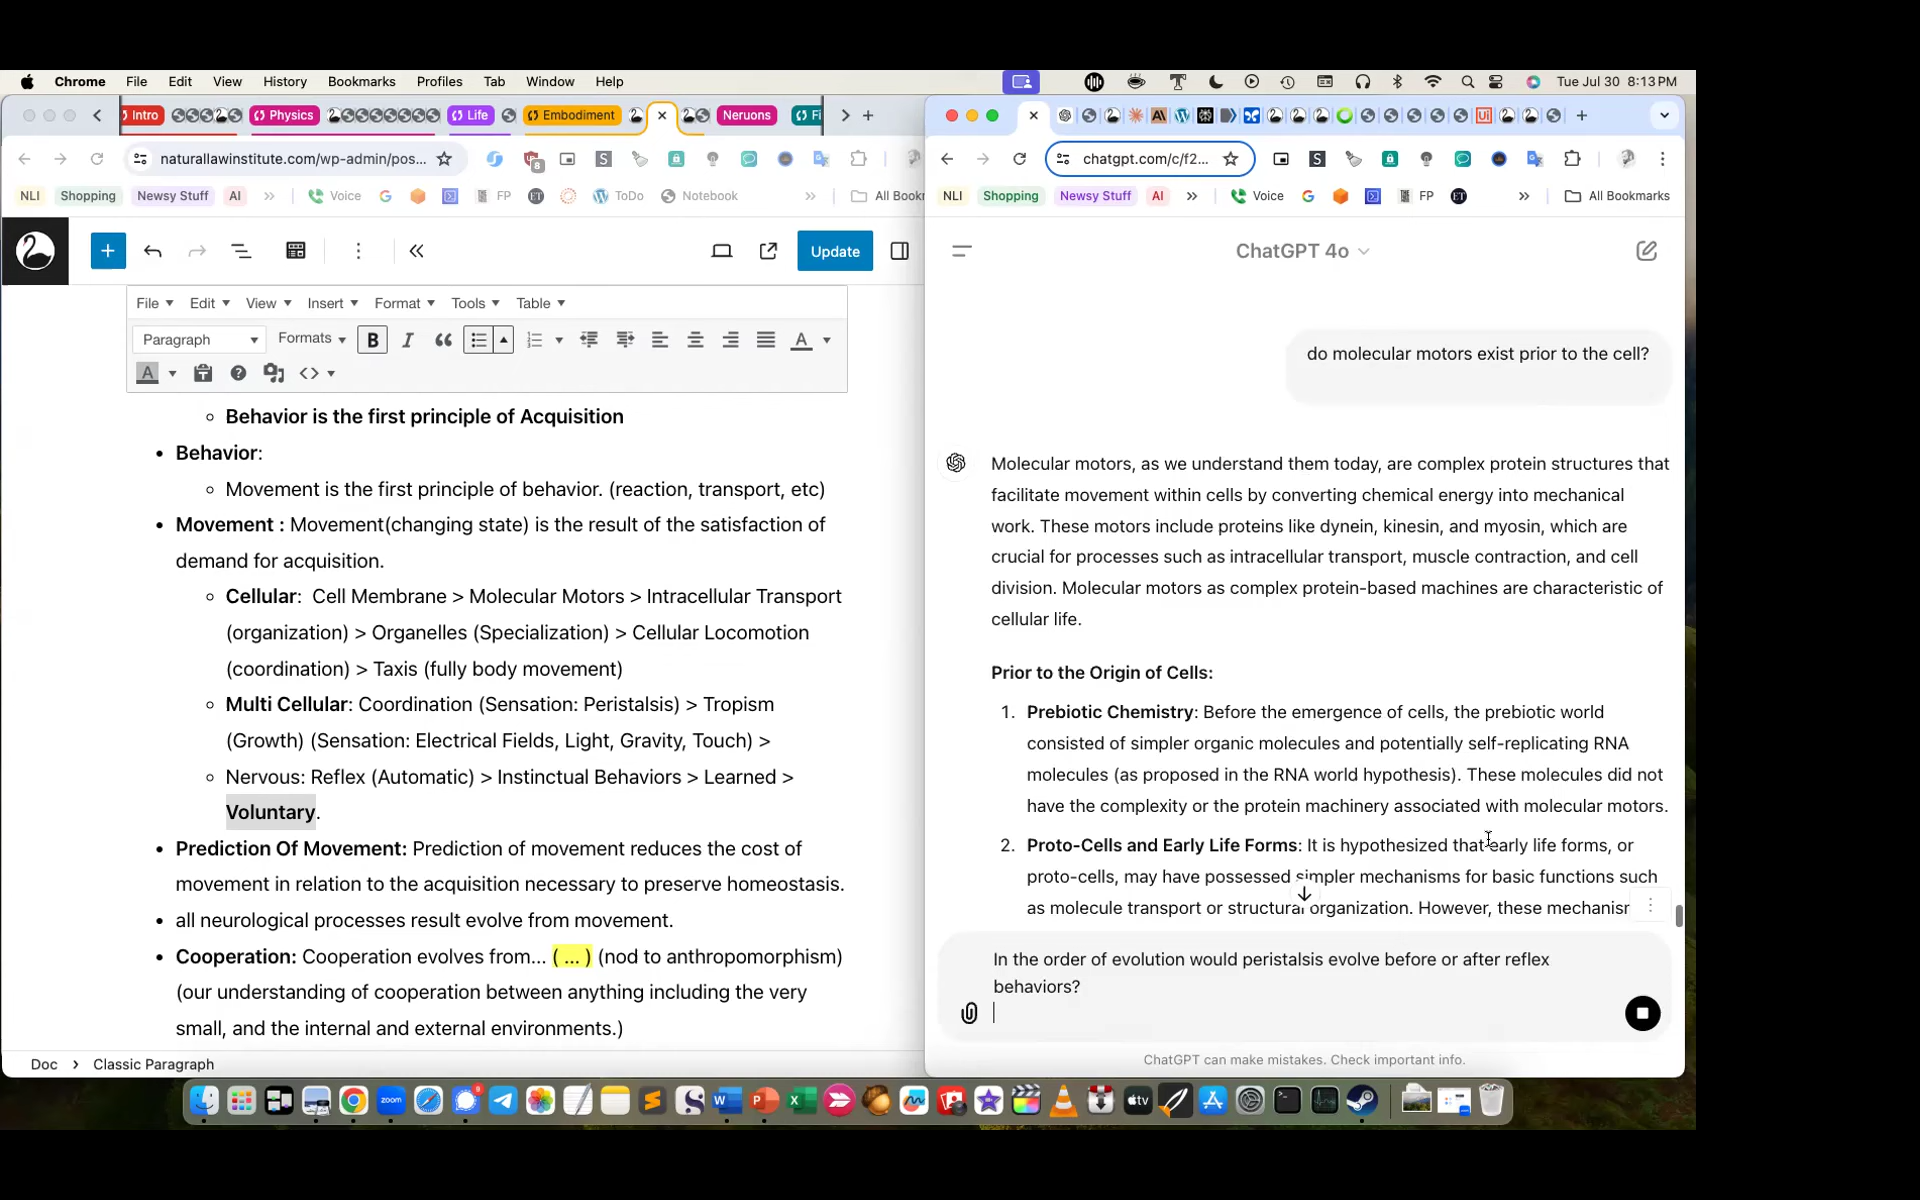 Chrome File Edit View History Bookmarks Profiles Tab Window Help
Tue Jul 30 8:13 PM
Intro Physics Life Embodiment Neruons Fi
naturallawinstitute.com/wp-admin/pos...
8
NLI Shopping Newsy Stuff AI » Voice FP ET ToDo Notebook » All Bookr
+ Update
File Edit View Insert Format Tools Table
Paragraph Formats B I A
A
◦ Behavior is the first principle of Acquisition
• Behavior:
◦ Movement is the first principle of behavior. (reaction, transport, etc)
• Movement : Movement(changing state) is the result of the satisfaction of
demand for acquisition.
◦ Cellular: Cell Membrane > Molecular Motors > Intracellular Transport
(organization) > Organelles (Specialization) > Cellular Locomotion
(coordination) > Taxis (fully body movement)
◦ Multi Cellular: Coordination (Sensation: Peristalsis) > Tropism
(Growth) (Sensation: Electrical Fields, Light, Gravity, Touch) >
◦ Nervous: Reflex (Automatic) > Instinctual Behaviors > Learned >
Voluntary.
• Prediction Of Movement: Prediction of movement reduces the cost of
movement in relation to the acquisition necessary to preserve homeostasis.
• all neurological processes result evolve from movement.
• Cooperation: Cooperation evolves from... ( ... ) (nod to anthropomorphism)
(our understanding of cooperation between anything including the very
small, and the internal and external environments.)
Doc > Classic Paragraph
chatgpt.com/c/f2...
NLI Shopping Newsy Stuff AI » Voice FP ET » All Bookmarks
ChatGPT 4o
do molecular motors exist prior to the cell?
Molecular motors, as we understand them today, are complex protein structures that
facilitate movement within cells by converting chemical energy into mechanical
work. These motors include proteins like dynein, kinesin, and myosin, which are
crucial for processes such as intracellular transport, muscle contraction, and cell
division. Molecular motors as complex protein-based machines are characteristic of
cellular life.
Prior to the Origin of Cells:
1. Prebiotic Chemistry: Before the emergence of cells, the prebiotic world
consisted of simpler organic molecules and potentially self-replicating RNA
molecules (as proposed in the RNA world hypothesis). These molecules did not
have the complexity or the protein machinery associated with molecular motors.
2. Proto-Cells and Early Life Forms: It is hypothesized that early life forms, or
proto-cells, may have possessed simpler mechanisms for basic functions such
as molecule transport or structural organization. However, these mechanisr
In the order of evolution would peristalsis evolve before or after reflex
behaviors?
ChatGPT can make mistakes. Check important info.
zoom tv